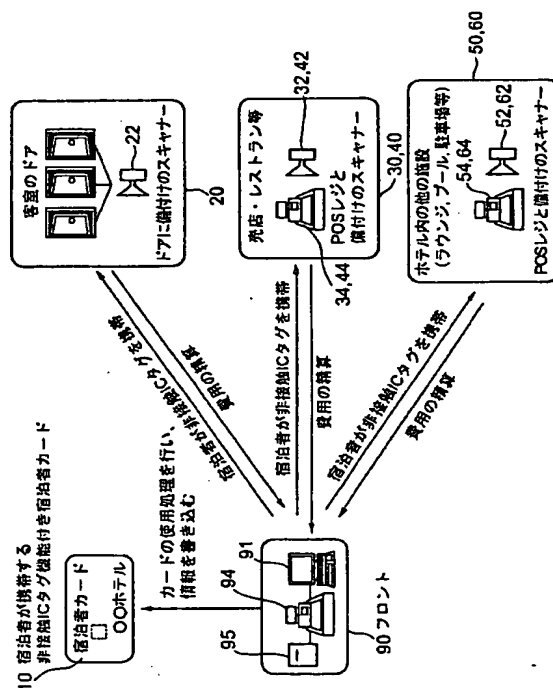 10 宿泊者が携帯する
非接触ICタグ機能付き宿泊者カード
宿泊者カード
〇〇ホテル
カードの使用処理を行い、
情報を書き込む
95
94
91
90 フロント
宿泊者が非接触ICタグを携帯
費用の精算
宿泊者が非接触ICタグを携帯
費用の精算
宿泊者が非接触ICタグを携帯
費用の精算
客室のドア
22
ドアに備付けのスキャナー
20
売店・レストラン等
32,42
34,44
POSレジと
備付けのスキャナー
30,40
50,60
ホテル内の他の施設
(ラウンジ、プール、駐車場等)
54,64
52,62
POSレジと備付けのスキャナー